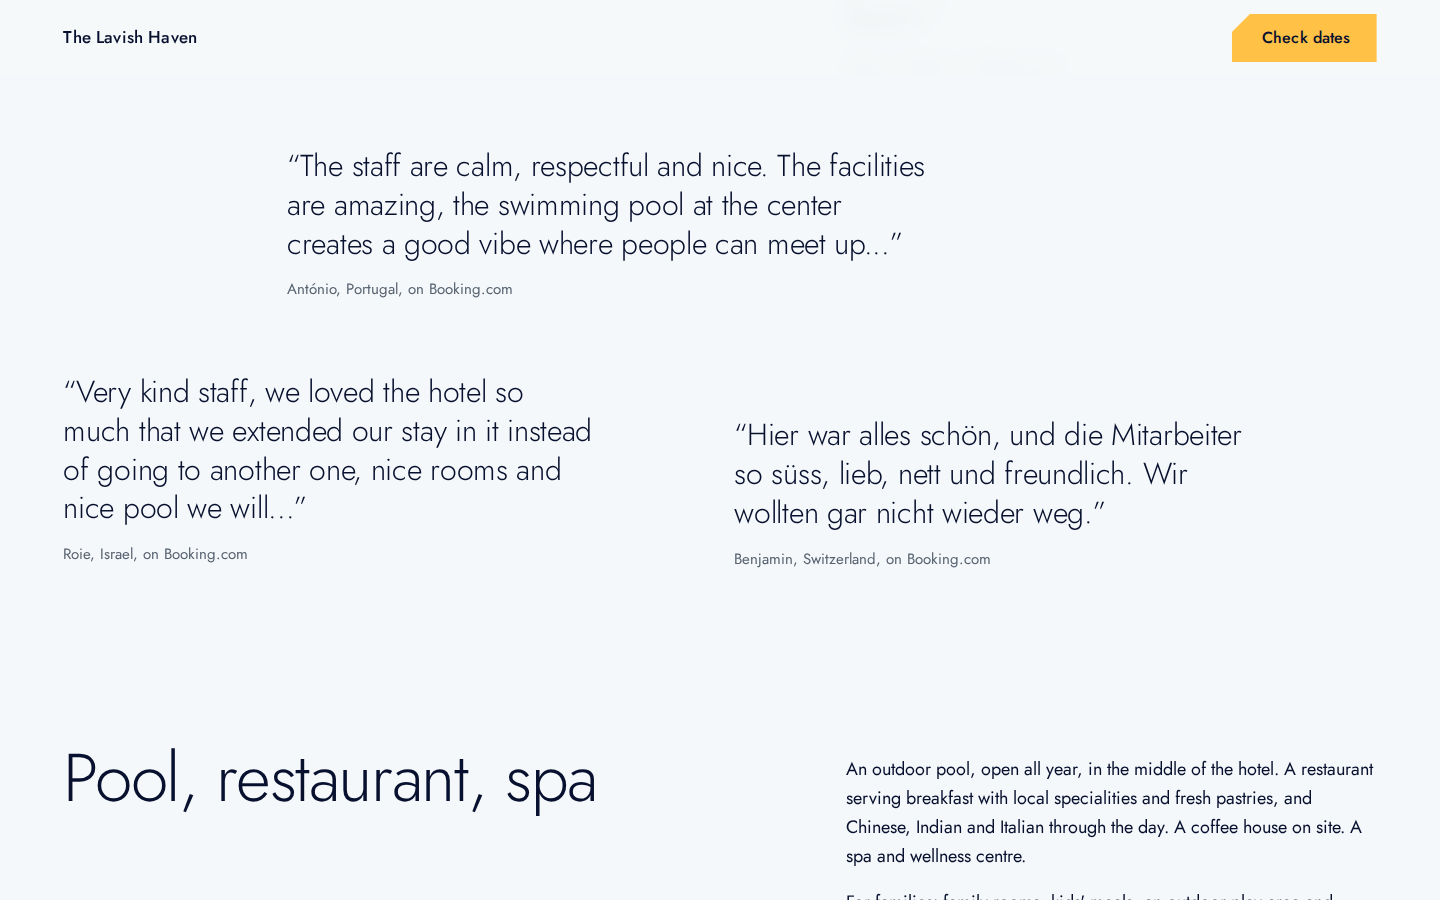 The Lavish Haven
Check dates
“The staff are calm, respectful and nice. The facilities
are amazing, the swimming pool at the center
creates a good vibe where people can meet up…”
António, Portugal, on Booking.com
“Very kind staff, we loved the hotel so
much that we extended our stay in it instead
of going to another one, nice rooms and
nice pool we will…”
Roie, Israel, on Booking.com
“Hier war alles schön, und die Mitarbeiter
so süss, lieb, nett und freundlich. Wir
wollten gar nicht wieder weg.”
Benjamin, Switzerland, on Booking.com
Pool, restaurant, spa
An outdoor pool, open all year, in the middle of the hotel. A restaurant
serving breakfast with local specialities and fresh pastries, and
Chinese, Indian and Italian through the day. A coffee house on site. A
spa and wellness centre.